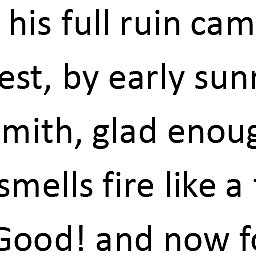 his full ruin cam
est, by early sunr
mith, glad enoug
smells fire like a
Good! and now fo